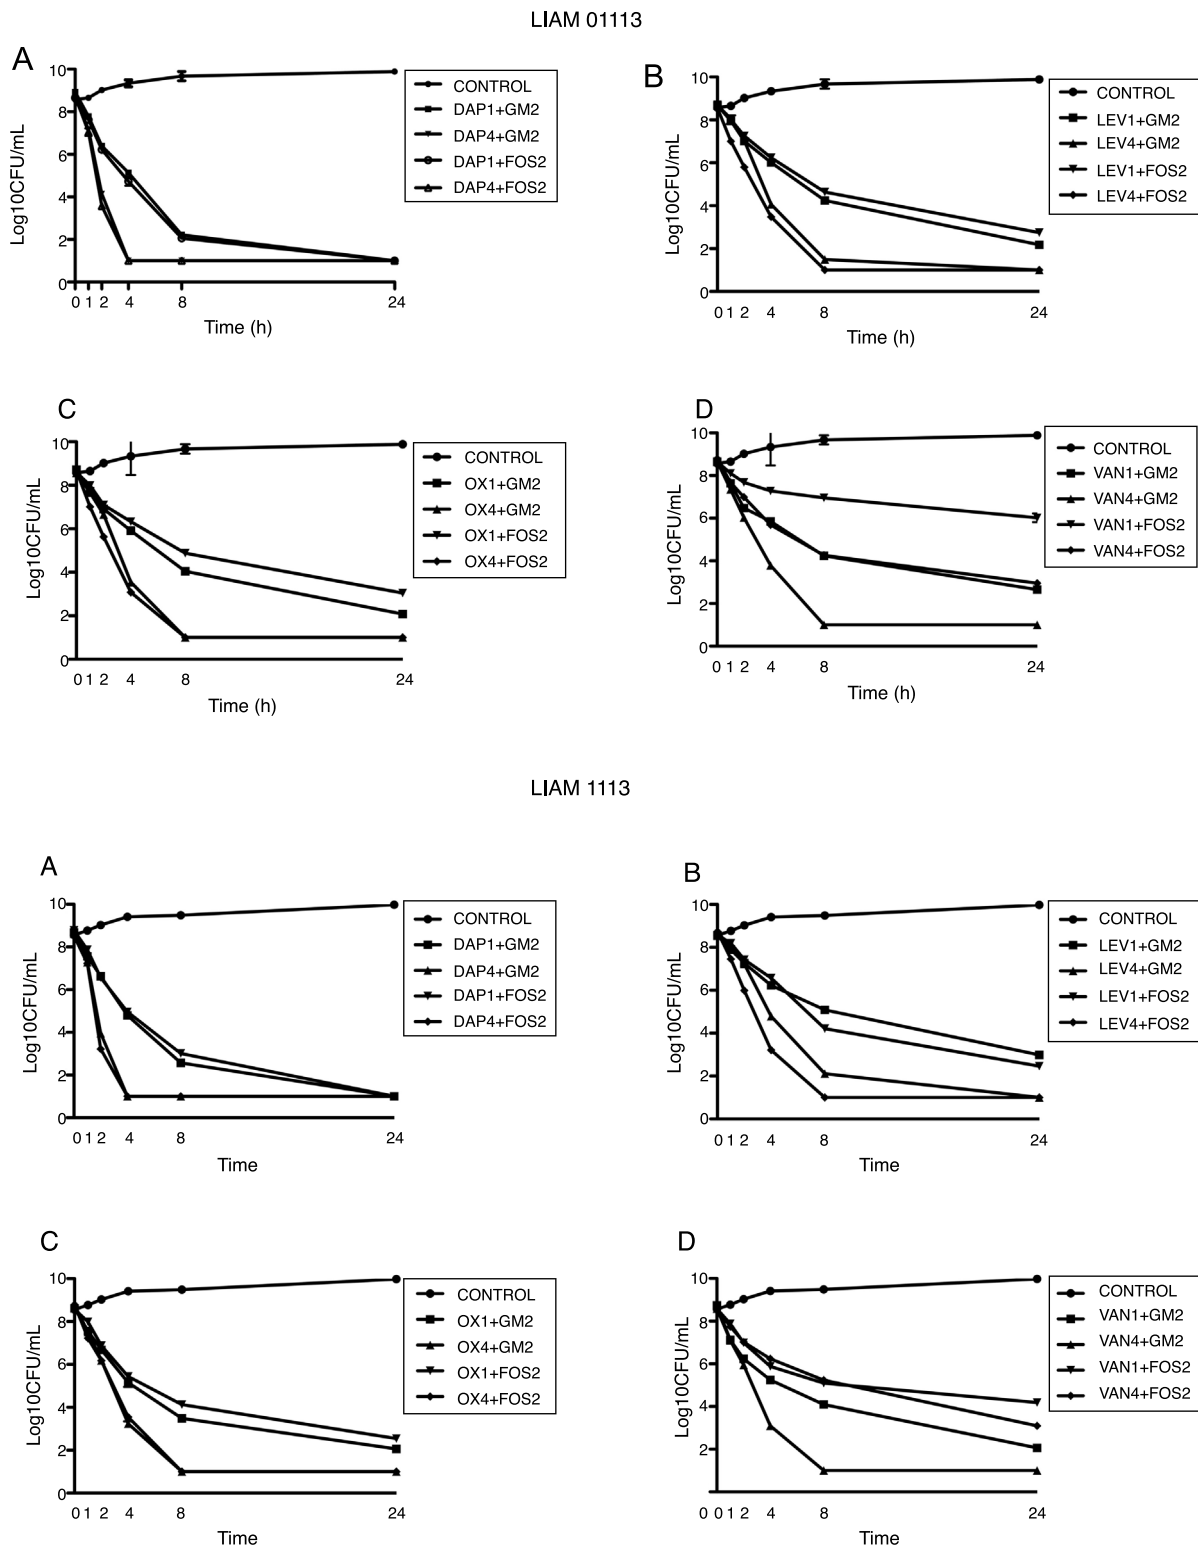 LIAM 01113
A
10
8
6
4
2
0
Log10CFU/mL
0 1 2 4 8 24
Time (h)
CONTROL
DAP1+GM2
DAP4+GM2
DAP1+FOS2
DAP4+FOS2
B
10
8
6
4
2
0
Log10CFU/mL
0 1 2 4 8 24
Time (h)
CONTROL
LEV1+GM2
LEV4+GM2
LEV1+FOS2
LEV4+FOS2
C
10
8
6
4
2
0
Log10CFU/mL
0 1 2 4 8 24
Time (h)
CONTROL
OX1+GM2
OX4+GM2
OX1+FOS2
OX4+FOS2
D
10
8
6
4
2
0
Log10CFU/mL
0 1 2 4 8 24
Time (h)
CONTROL
VAN1+GM2
VAN4+GM2
VAN1+FOS2
VAN4+FOS2
LIAM 1113
A
10
8
6
4
2
0
Log10CFU/mL
0 1 2 4 8 24
Time
CONTROL
DAP1+GM2
DAP4+GM2
DAP1+FOS2
DAP4+FOS2
B
10
8
6
4
2
0
Log10CFU/mL
0 1 2 4 8 24
Time
CONTROL
LEV1+GM2
LEV4+GM2
LEV1+FOS2
LEV4+FOS2
C
10
8
6
4
2
0
Log10CFU/mL
0 1 2 4 8 24
Time
CONTROL
OX1+GM2
OX4+GM2
OX1+FOS2
OX4+FOS2
D
10
8
6
4
2
Log10CFU/mL
0 0 1 2 4 8 24
Time
CONTROL
VAN1+GM2
VAN4+GM2
VAN1+FOS2
VAN4+FOS2